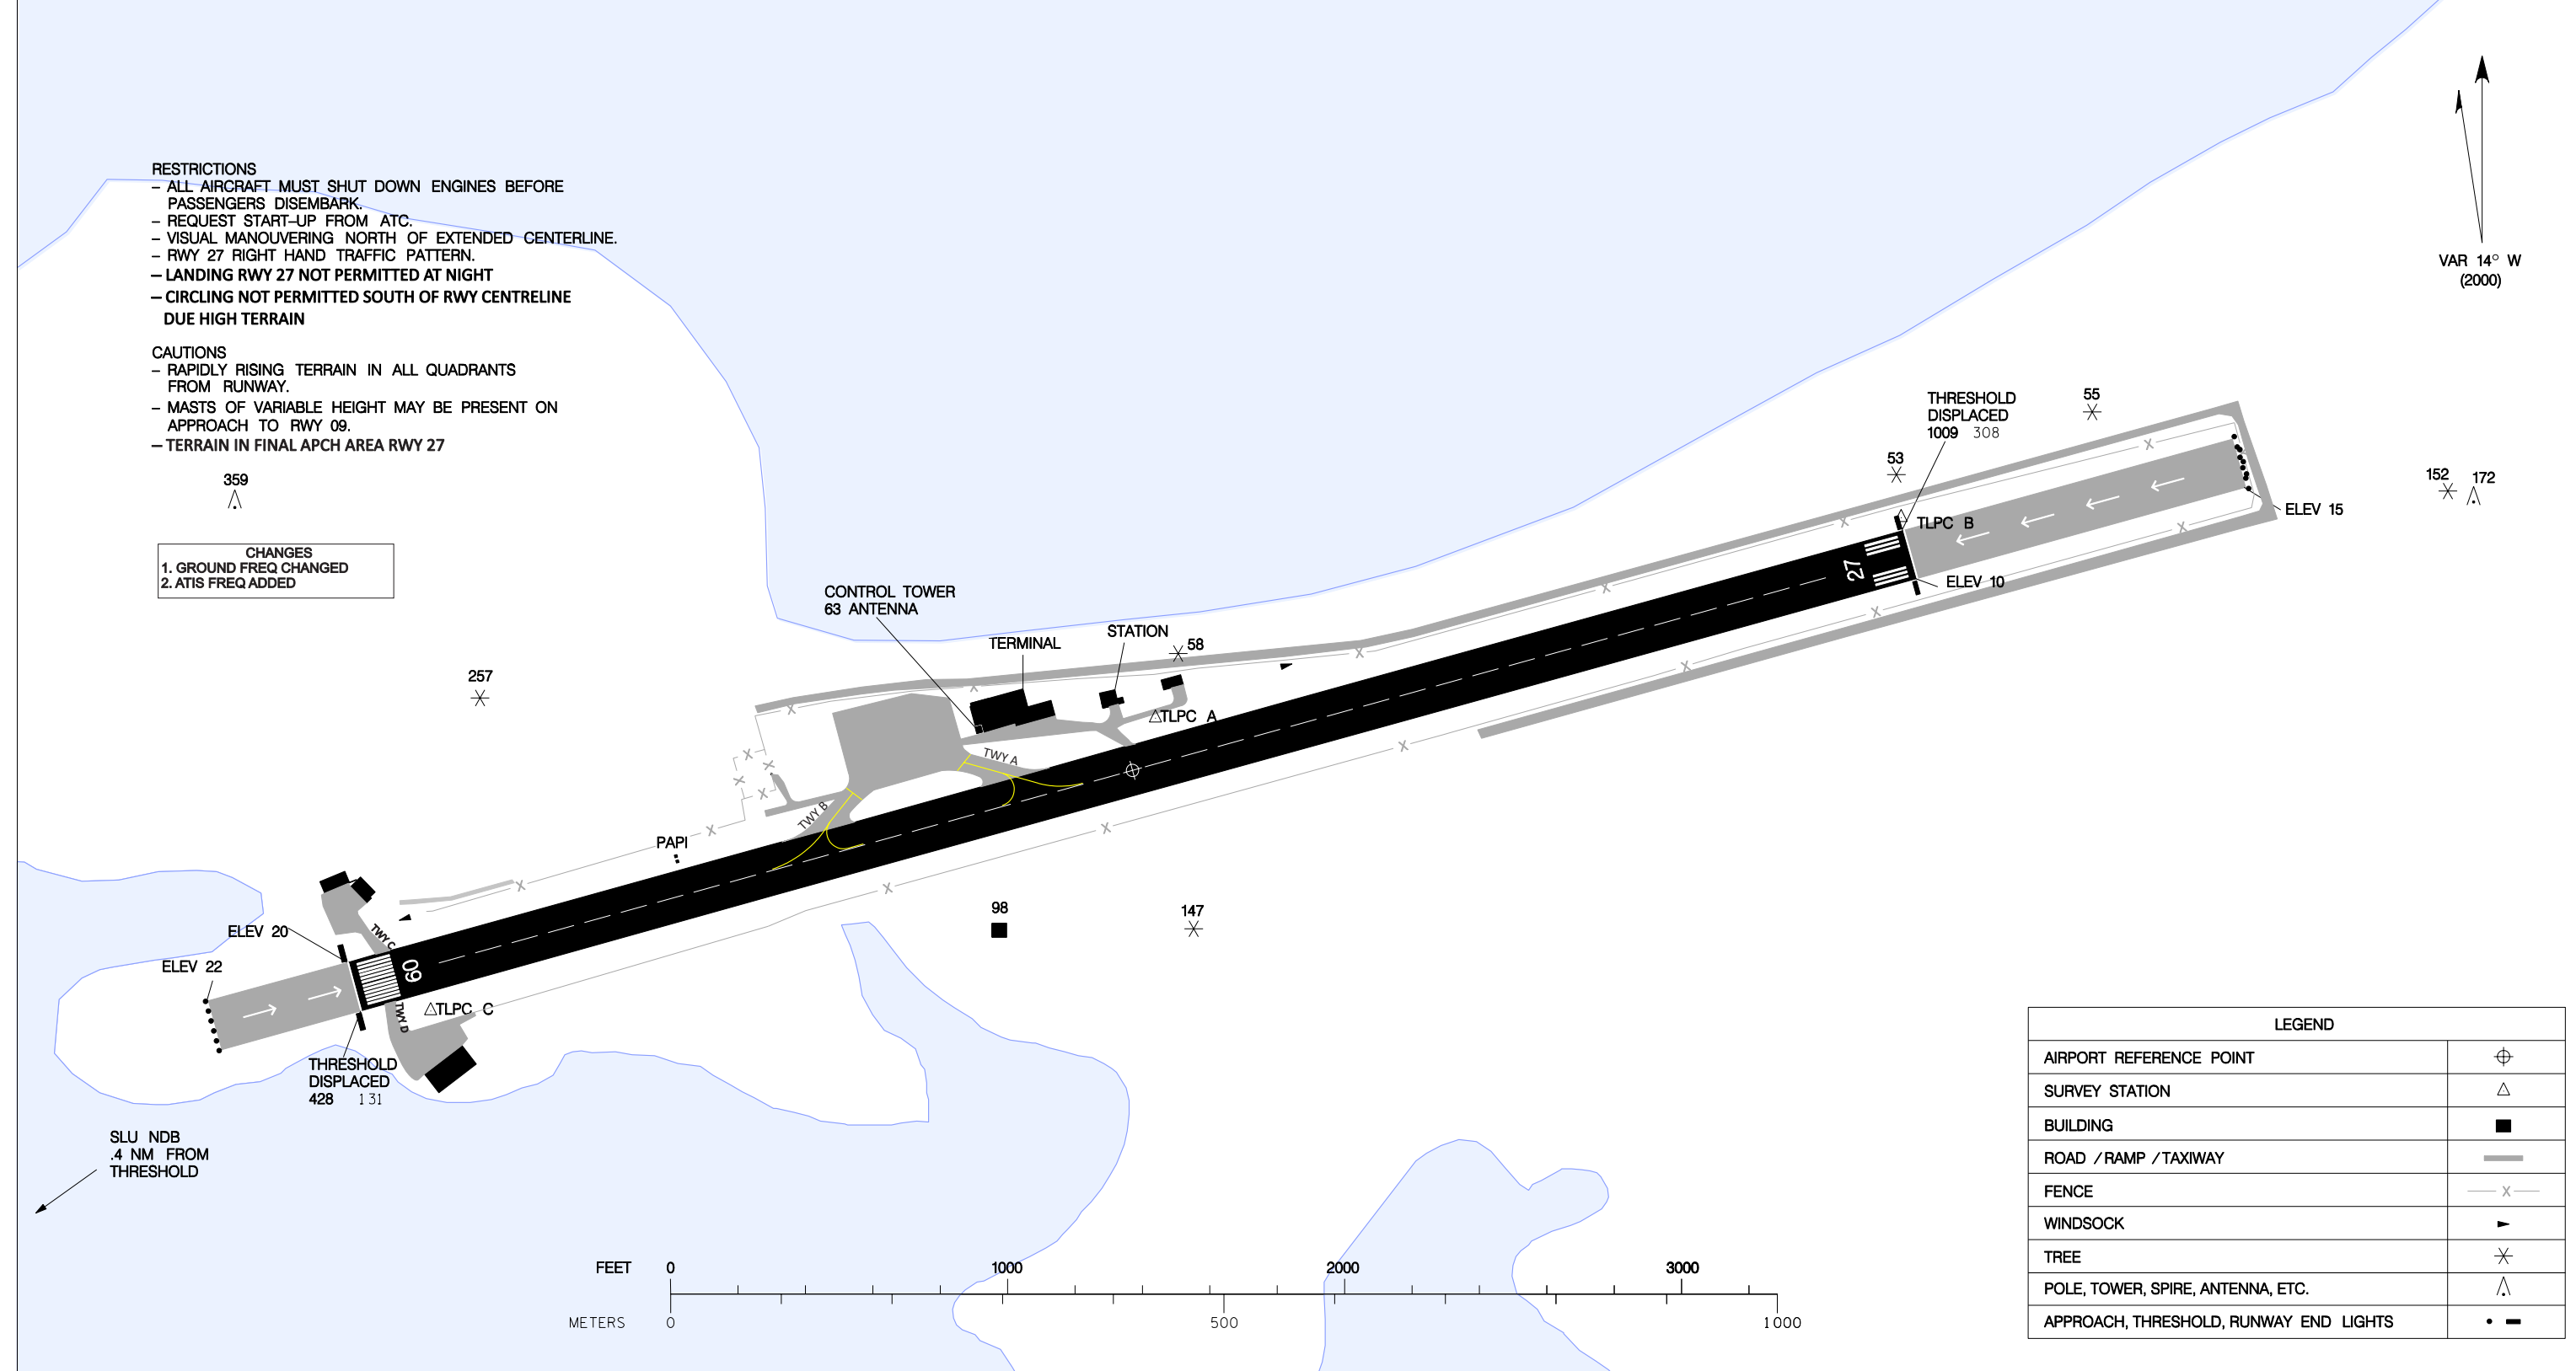 RESTRICTIONS
– ALL AIRCRAFT MUST SHUT DOWN ENGINES BEFORE
PASSENGERS DISEMBARK.
– REQUEST START–UP FROM ATC.
– VISUAL MANOUVERING NORTH OF EXTENDED CENTERLINE.
– RWY 27 RIGHT HAND TRAFFIC PATTERN.
– LANDING RWY 27 NOT PERMITTED AT NIGHT
– CIRCLING NOT PERMITTED SOUTH OF RWY CENTRELINE
DUE HIGH TERRAIN
CAUTIONS
– RAPIDLY RISING TERRAIN IN ALL QUADRANTS
FROM RUNWAY.
– MASTS OF VARIABLE HEIGHT MAY BE PRESENT ON
APPROACH TO RWY 09.
– TERRAIN IN FINAL APCH AREA RWY 27
359
CHANGES
1. GROUND FREQ CHANGED
2. ATIS FREQ ADDED
VAR 14° W
(2000)
THRESHOLD
DISPLACED
1009 308
55
53
152
172
TLPC B
ELEV 15
27
ELEV 10
CONTROL TOWER
63 ANTENNA
TERMINAL
STATION
58
257
TLPC A
TWY A
TWY B
PAPI
98
147
ELEV 20
TWY C
ELEV 22
09
TLPC C
TWY D
THRESHOLD
DISPLACED
428 131
SLU NDB
.4 NM FROM
THRESHOLD
FEET 0 1000 2000 3000
METERS 0 500 1000
LEGEND
AIRPORT REFERENCE POINT
SURVEY STATION
BUILDING
ROAD / RAMP / TAXIWAY
FENCE
WINDSOCK
TREE
POLE, TOWER, SPIRE, ANTENNA, ETC.
APPROACH, THRESHOLD, RUNWAY END LIGHTS